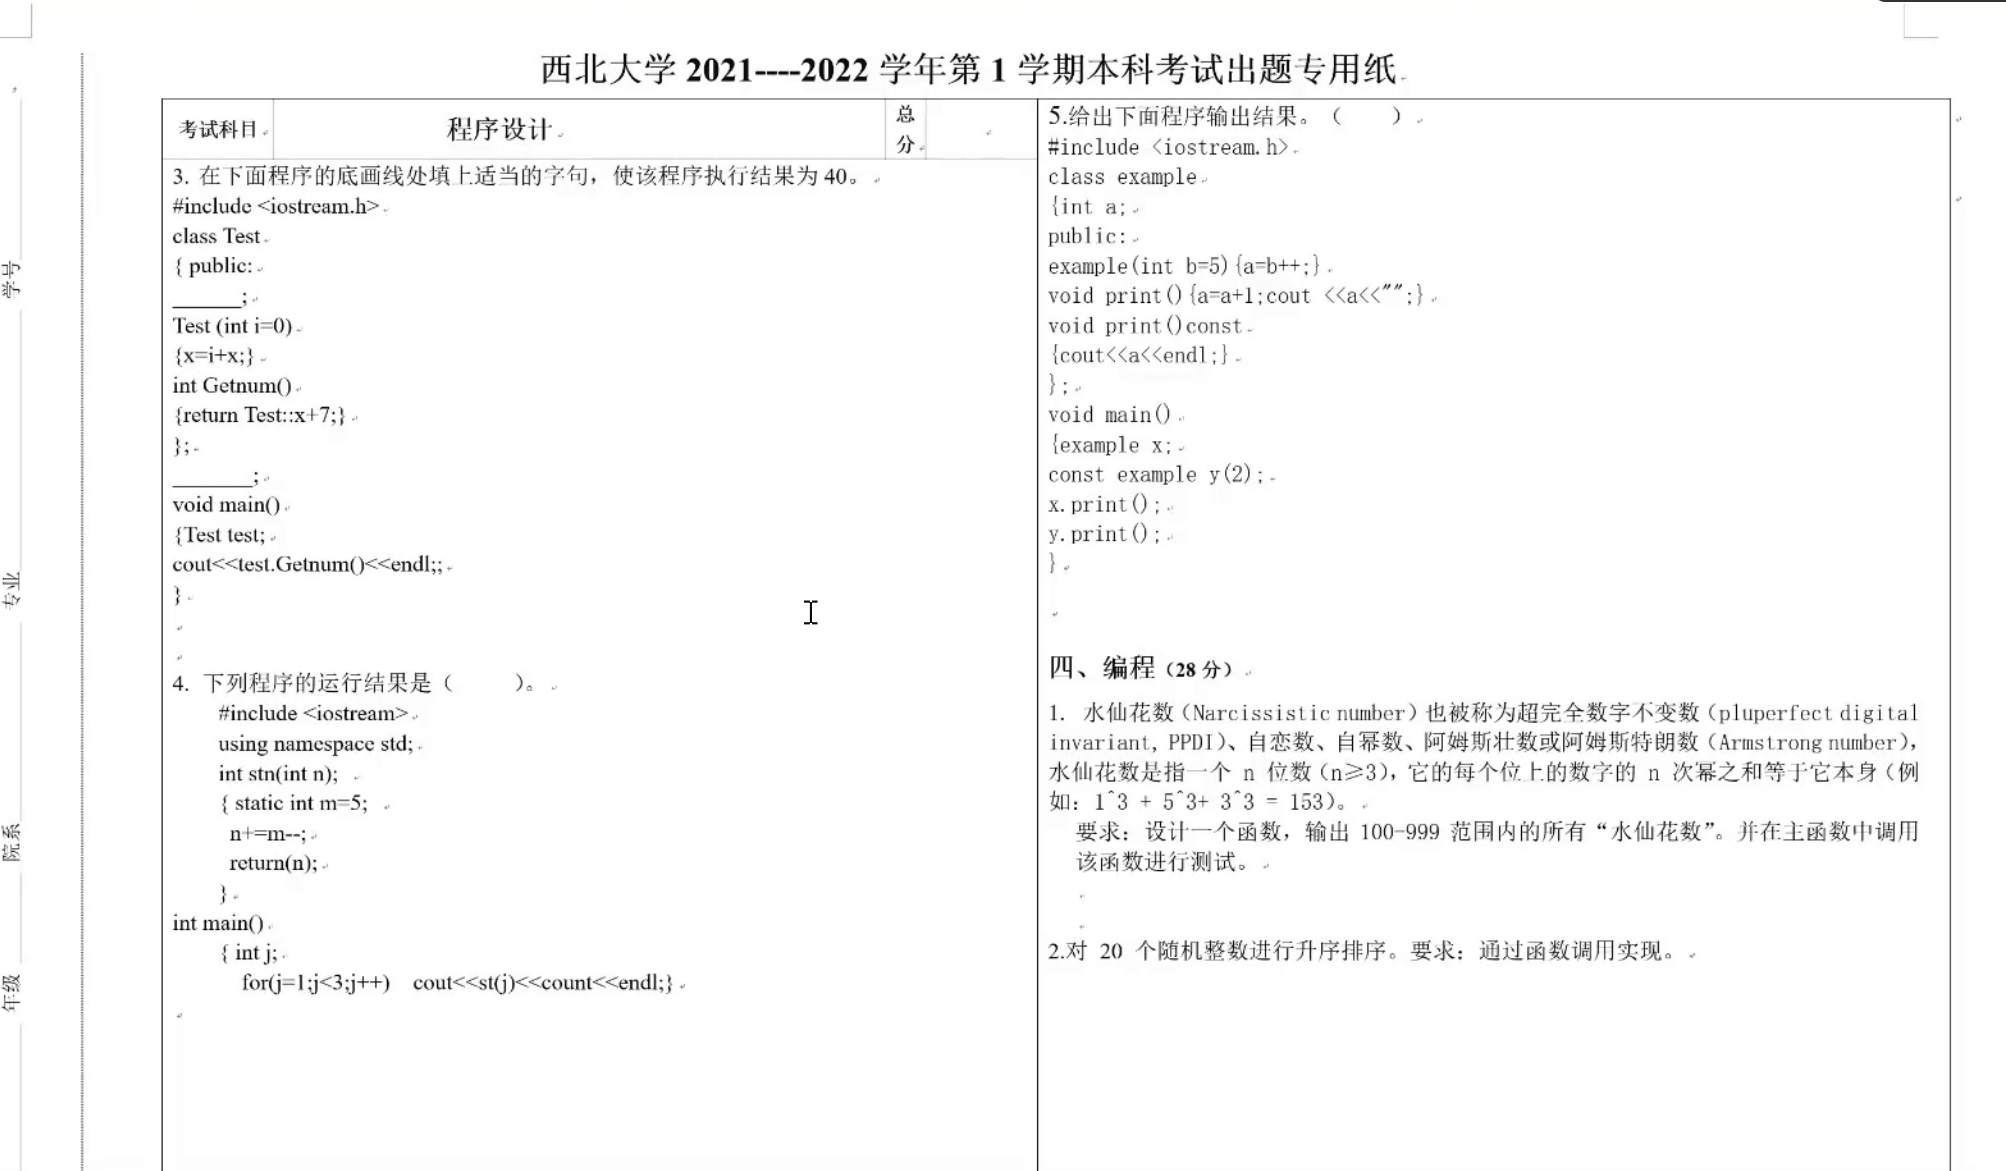 西北大学 2021----2022 学年第 1 学期本科考试出题专用纸
学号
专业
院系
年级
考试科目
程序设计
总
分
3. 在下面程序的底画线处填上适当的字句，使该程序执行结果为 40。
#include <iostream.h>
class Test
{ public:
______;
Test (int i=0)
{x=i+x;}
int Getnum()
{return Test::x+7;}
};
_______;
void main()
{Test test;
cout<<test.Getnum()<<endl;;
}
4. 下列程序的运行结果是（      ）。
#include <iostream>
using namespace std;
int stn(int n);
{ static int m=5;
n+=m--;
return(n);
}
int main()
{ int j;
for(j=1;j<3;j++)    cout<<st(j)<<count<<endl;}
5.给出下面程序输出结果。（    ）
#include <iostream.h>
class example
{int a;
public:
example(int b=5){a=b++;}
void print(){a=a+1;cout <<a<<"";}
void print()const
{cout<<a<<endl;}
};
void main()
{example x;
const example y(2);
x.print();
y.print();
}
四、编程（28 分）
1. 水仙花数（Narcissistic number）也被称为超完全数字不变数（pluperfect digital
invariant, PPDI）、自恋数、自幂数、阿姆斯壮数或阿姆斯特朗数（Armstrong number），
水仙花数是指一个 n 位数（n≥3），它的每个位上的数字的 n 次幂之和等于它本身（例
如：1^3 + 5^3+ 3^3 = 153）。
要求：设计一个函数，输出 100-999 范围内的所有“水仙花数”。并在主函数中调用
该函数进行测试。
2.对 20 个随机整数进行升序排序。要求：通过函数调用实现。